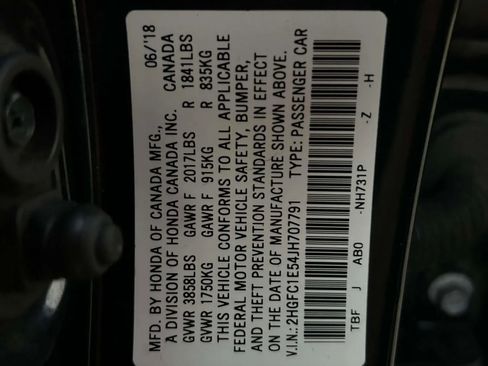 MFD. BY HONDA OF CANADA MFG., 06/'18
A DIVISION OF HONDA CANADA INC. CANADA
GVWR 3858LBS GAWR F 2017LBS R 1841LBS
GVWR 1750KG GAWR F 915KG R 835KG
THIS VEHICLE CONFORMS TO ALL APPLICABLE
FEDERAL MOTOR VEHICLE SAFETY, BUMPER,
AND THEFT PREVENTION STANDARDS IN EFFECT
ON THE DATE OF MANUFACTURE SHOWN ABOVE.
V.I.N.: 2HGFC1E54JH707791 TYPE: PASSENGER CAR
TBF J AB0 -NH731P -Z -H